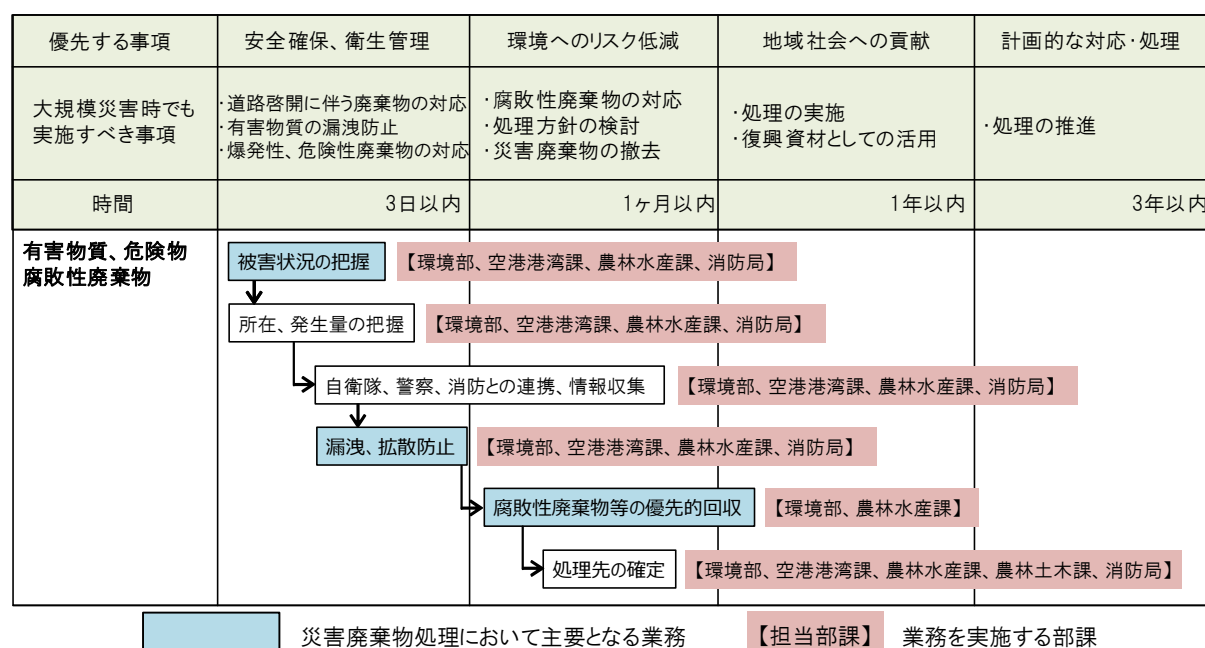 優先する事項
安全確保、衛生管理
環境へのリスク低減
地域社会への貢献
計画的な対応・処理
大規模災害時でも
実施すべき事項
・道路啓開に伴う廃棄物の対応
・有害物質の漏洩防止
・爆発性、危険性廃棄物の対応
・腐敗性廃棄物の対応
・処理方針の検討
・災害廃棄物の撤去
・処理の実施
・復興資材としての活用
・処理の推進
時間
3日以内
1ヶ月以内
1年以内
3年以内
有害物質、危険物
腐敗性廃棄物
被害状況の把握
【環境部、空港港湾課、農林水産課、消防局】
所在、発生量の把握
【環境部、空港港湾課、農林水産課、消防局】
自衛隊、警察、消防との連携、情報収集
【環境部、空港港湾課、農林水産課、消防局】
漏洩、拡散防止
【環境部、空港港湾課、農林水産課、消防局】
腐敗性廃棄物等の優先的回収
【環境部、農林水産課】
処理先の確定
【環境部、空港港湾課、農林水産課、農林土木課、消防局】
災害廃棄物処理において主要となる業務
【担当部課】
業務を実施する部課